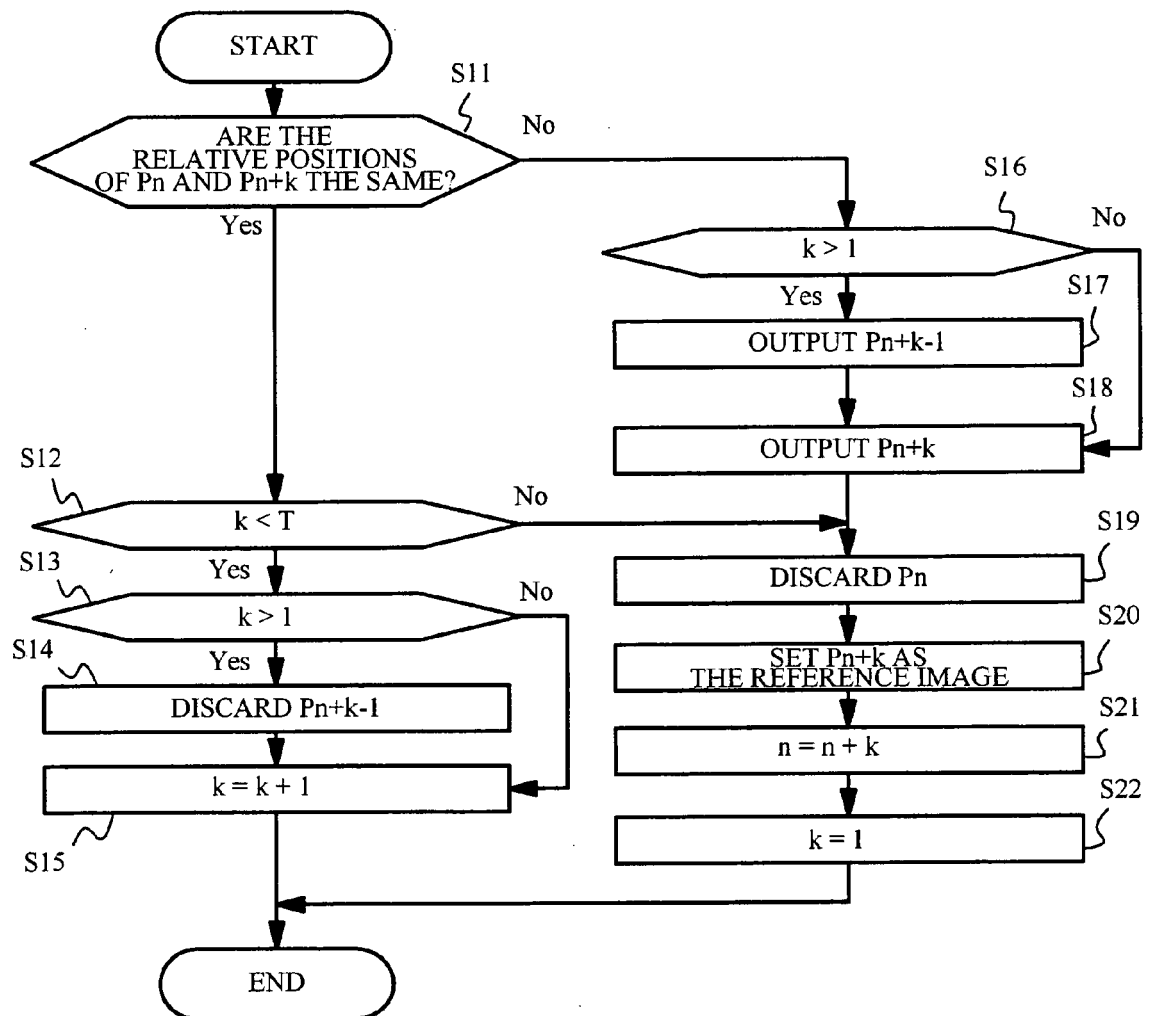 START
S11
ARE THE
RELATIVE POSITIONS
OF Pn AND Pn+k THE SAME?
No
Yes
S16
k > 1
No
Yes
S17
OUTPUT Pn+k-1
S18
OUTPUT Pn+k
S12
k < T
No
Yes
S13
k > 1
No
Yes
S14
DISCARD Pn+k-1
k = k + 1
S15
S19
DISCARD Pn
S20
SET Pn+k AS
THE REFERENCE IMAGE
S21
n = n + k
S22
k = 1
END